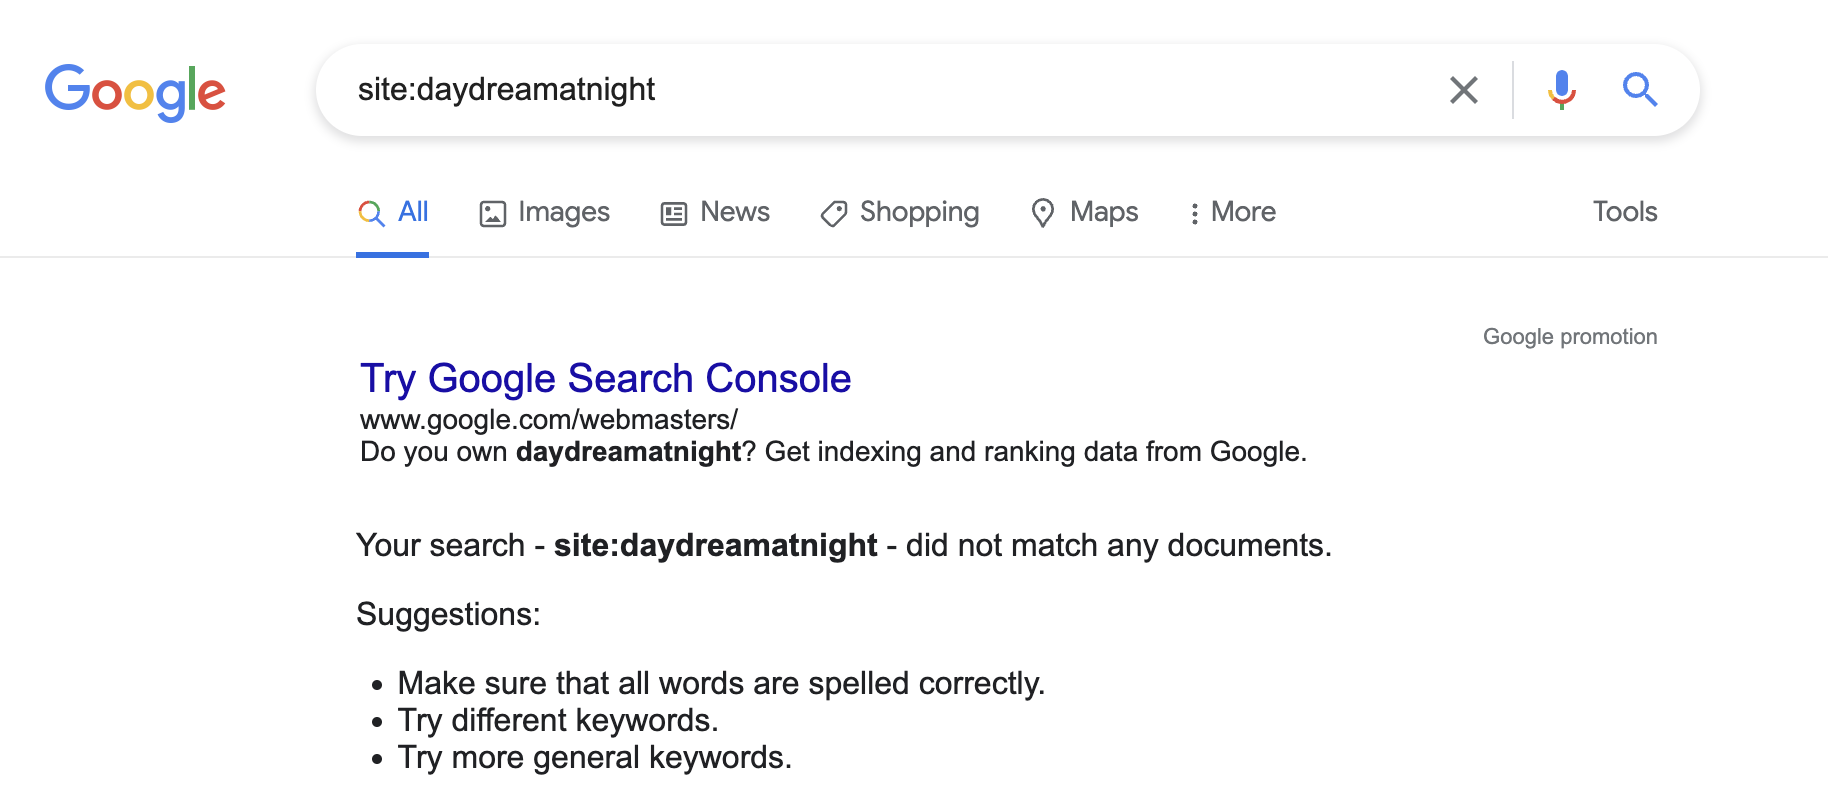 Google
site:daydreamatnight
All Images News Shopping Maps More Tools
Google promotion
Try Google Search Console
www.google.com/webmasters/
Do you own daydreamatnight? Get indexing and ranking data from Google.
Your search - site:daydreamatnight - did not match any documents.
Suggestions:
Make sure that all words are spelled correctly.
Try different keywords.
Try more general keywords.